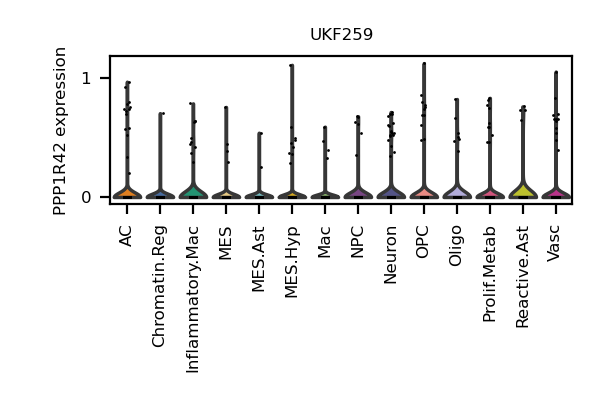 UKF259
PPP1R42 expression
1
0
AC
Chromatin.Reg
Inflammatory.Mac
MES
MES.Ast
MES.Hyp
Mac
NPC
Neuron
OPC
Oligo
Prolif.Metab
Reactive.Ast
Vasc